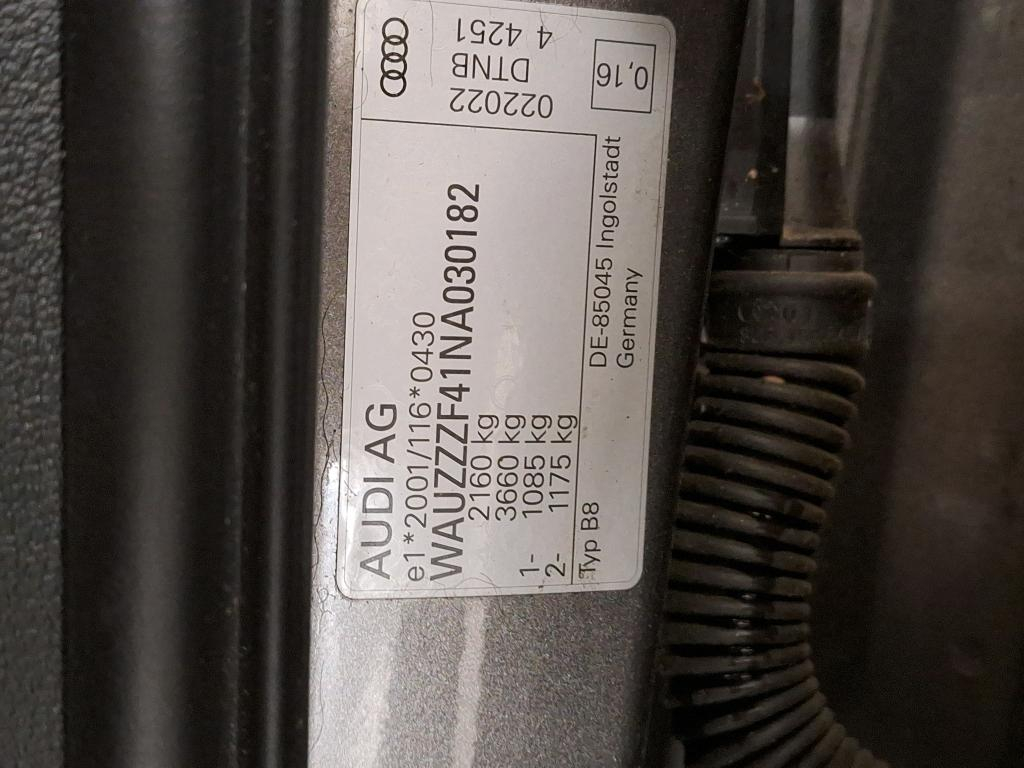 AUDI AG
e1*2001/116*0430
WAUZZZF41NA030182
2160 kg
3660 kg
1- 1085 kg
2- 1175 kg
Typ B8
DE-85045 Ingolstadt
Germany
022022
DTNB
4 4251
0,16